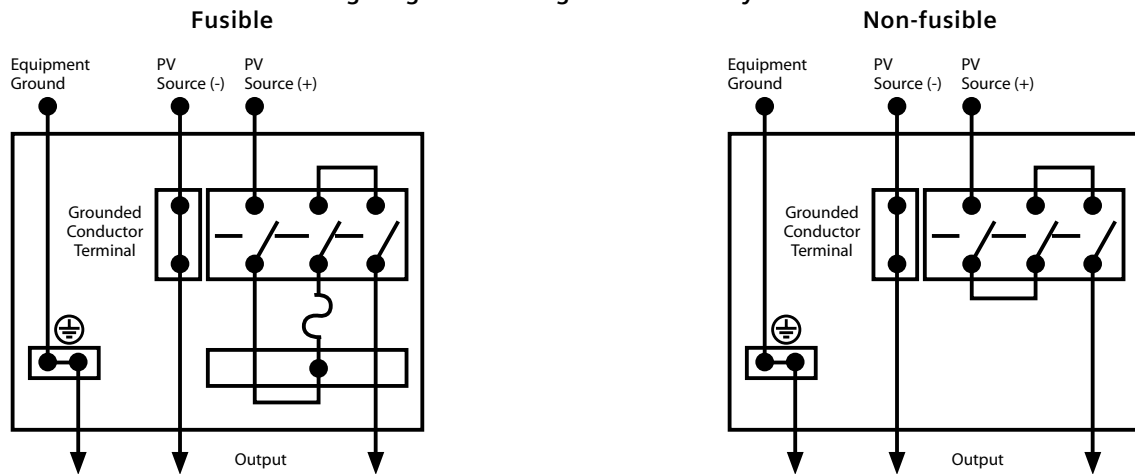 Fusible
Non-fusible
Equipment
Ground
PV
Source (-)
PV
Source (+)
Grounded
Conductor
Terminal
Output
Equipment
Ground
PV
Source (-)
PV
Source (+)
Grounded
Conductor
Terminal
Output